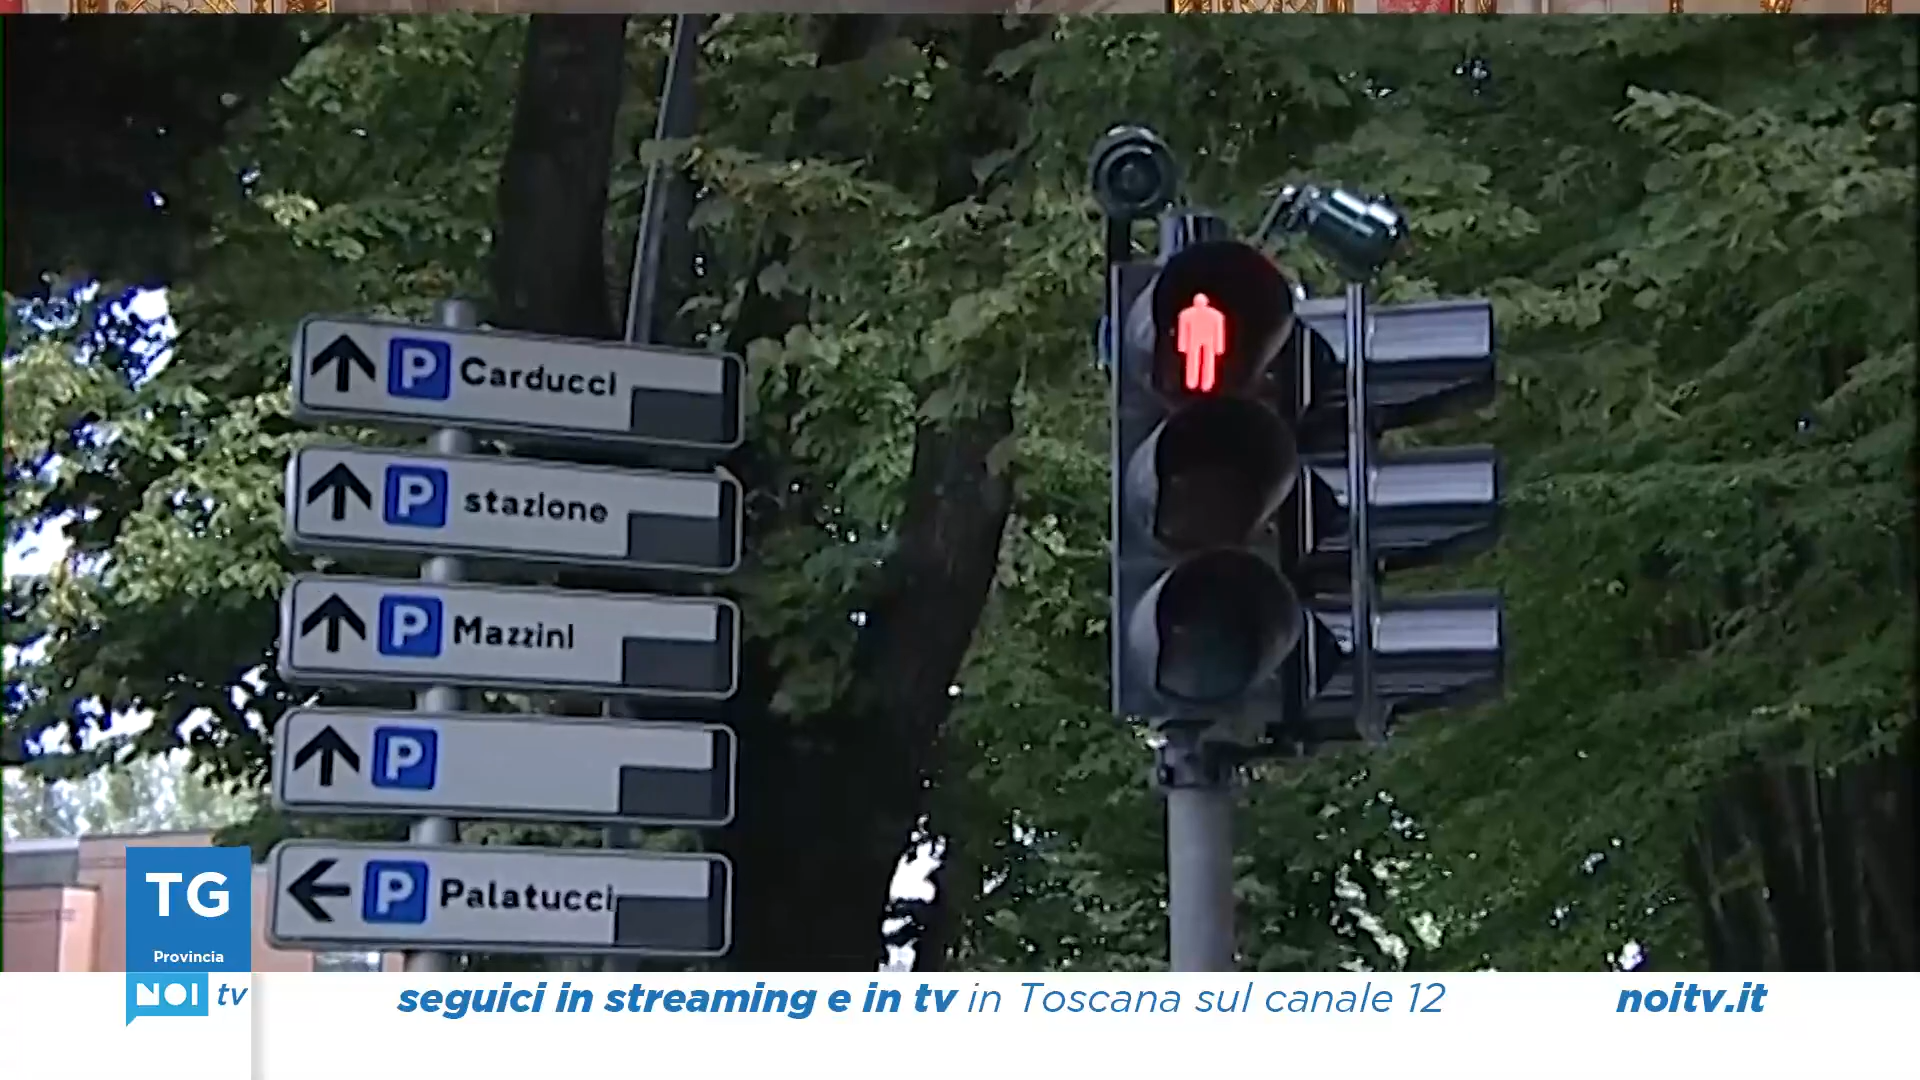 P Carducci
P stazione
P Mazzini
P
P Palatucci
TG
Provincia
NOI tv
seguici in streaming e in tv in Toscana sul canale 12
noitv.it